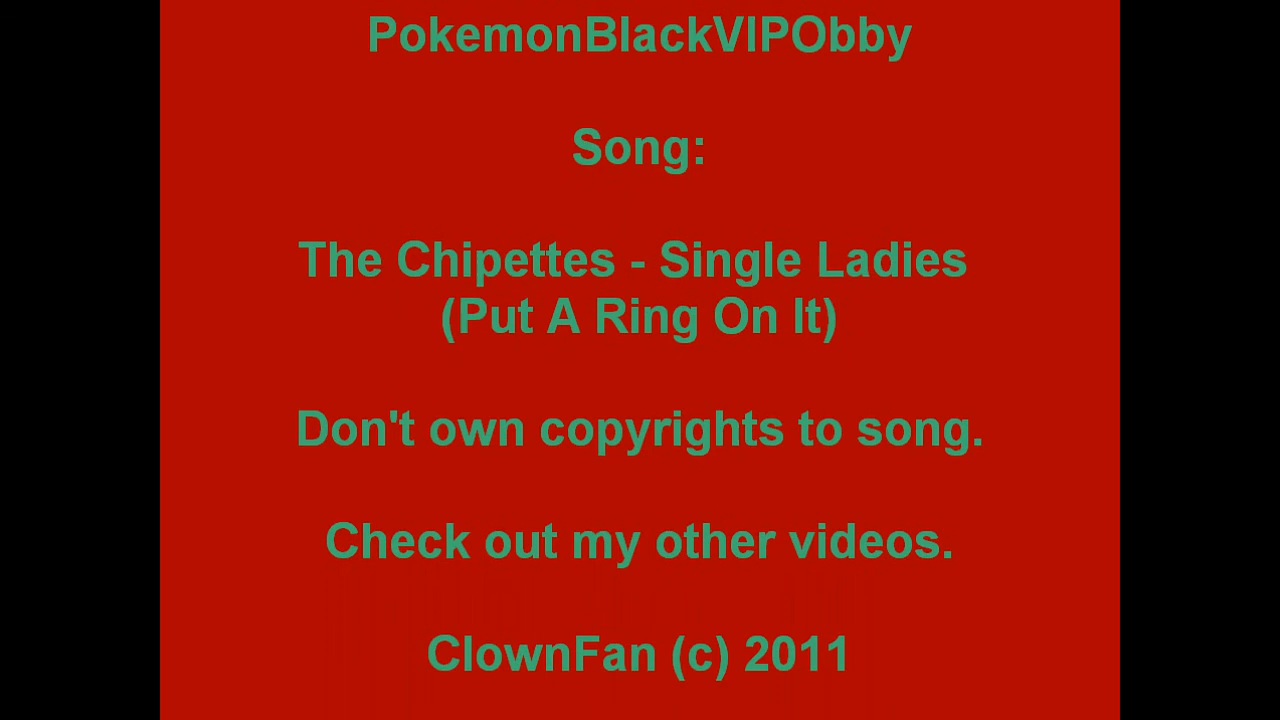 PokemonBlackVIPObby
Song:
The Chipettes - Single Ladies
(Put A Ring On It)
Don't own copyrights to song.
Check out my other videos.
ClownFan (c) 2011